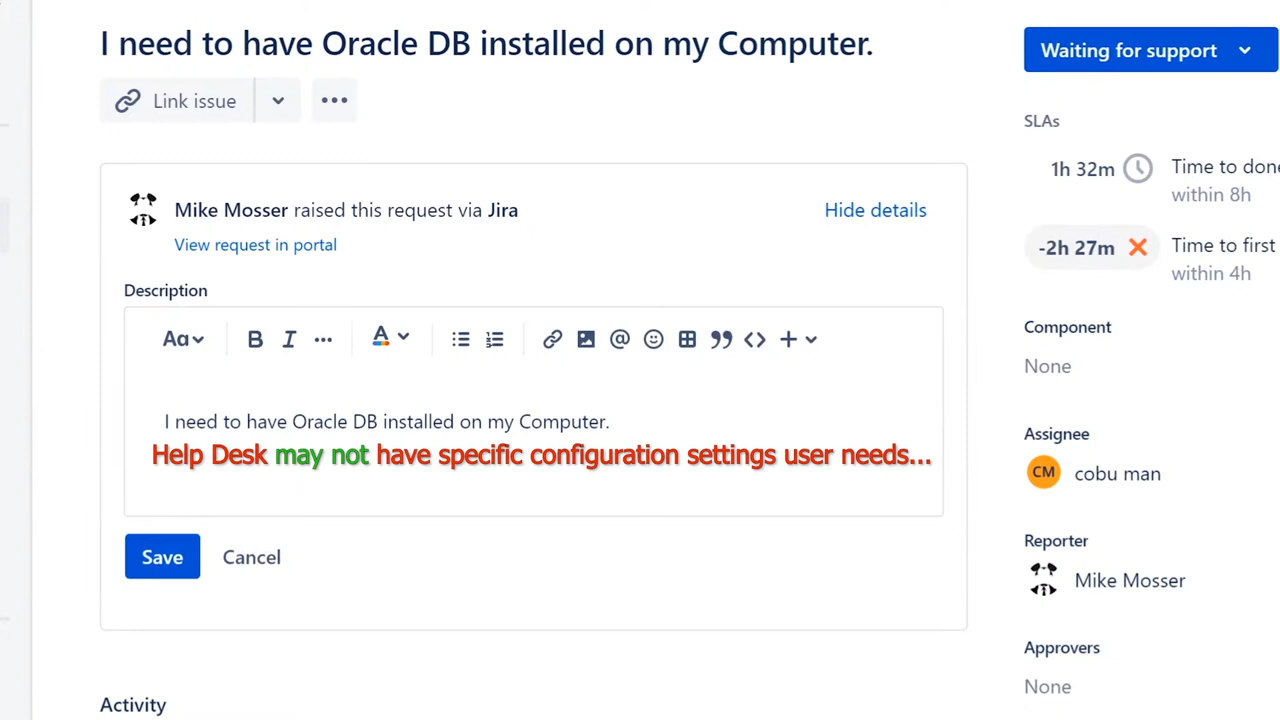 I need to have Oracle DB installed on my Computer.
Waiting for support
Link issue
SLAs
1h 32m Time to done
within 8h
Mike Mosser raised this request via Jira
Hide details
View request in portal
-2h 27m Time to first
within 4h
Description
Component
None
Aa B I A @ <> +
I need to have Oracle DB installed on my Computer.
Help Desk may not have specific configuration settings user needs...
Assignee
CM cobu man
Save Cancel
Reporter
Mike Mosser
Approvers
None
Activity